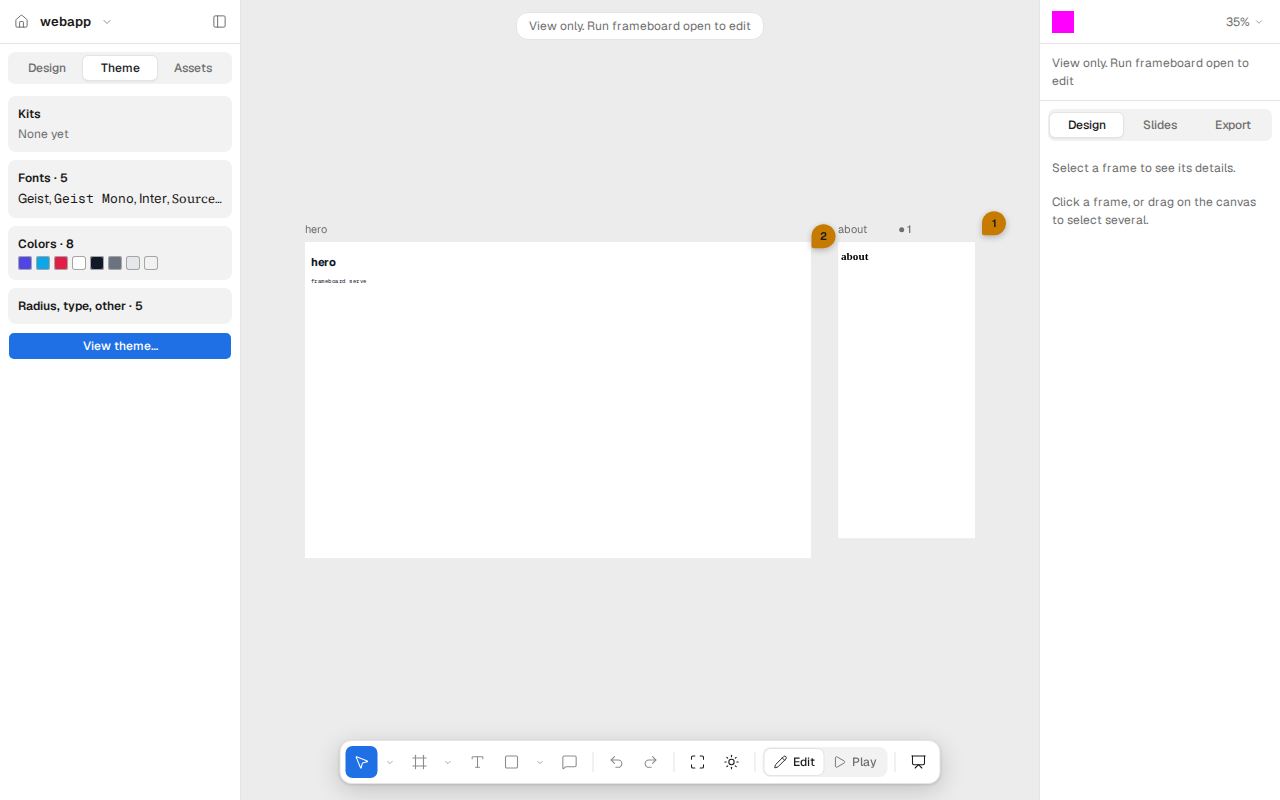 webapp
View only. Run frameboard open to edit
35%
View only. Run frameboard open to
edit
Design
Theme
Assets
Design
Slides
Export
Kits
None yet
Fonts · 5
Geist, Geist Mono, Inter, Source…
Colors · 8
Radius, type, other · 5
View theme…
Select a frame to see its details.
Click a frame, or drag on the canvas
to select several.
hero
2
about
1
1
hero
frameboard serve
about
Edit
Play